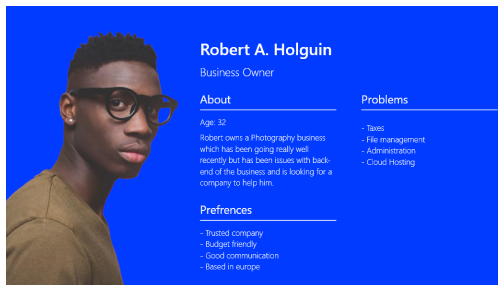 Robert A. Holguin
Business Owner
About
Age: 32
Robert owns a Photography business
which has been going really well
recently but has been issues with back-
end of the business and is looking for a
company to help him.
Prefrences
- Trusted company
- Budget friendly
- Good communication
- Based in europe
Problems
- Taxes
- File management
- Administration
- Cloud Hosting